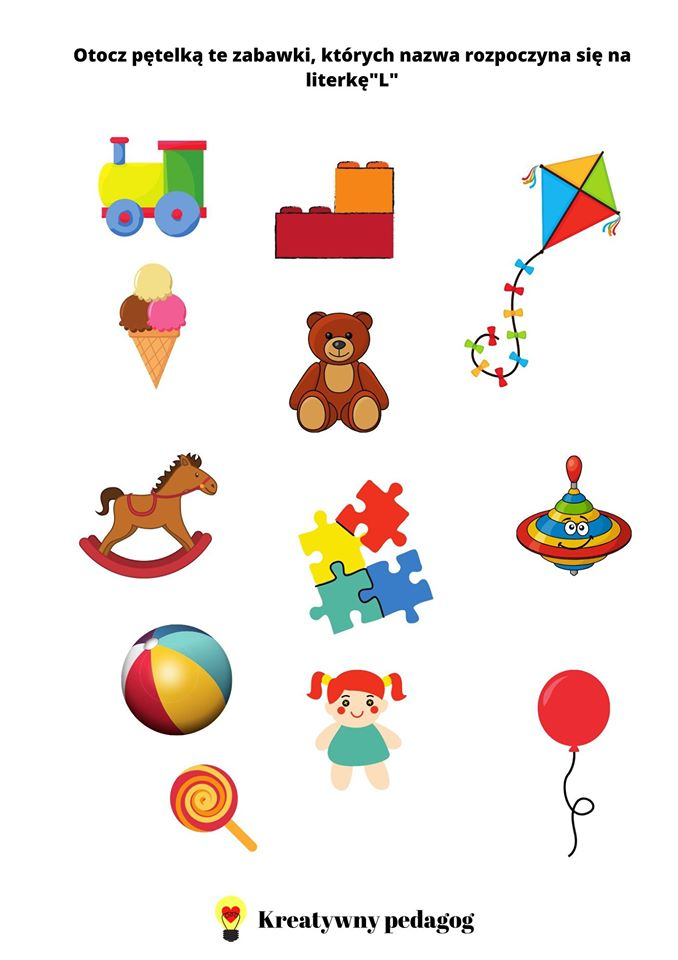 Otocz pętelką te zabawki, których nazwa rozpoczyna się na
literkę"L"
Kreatywny pedagog